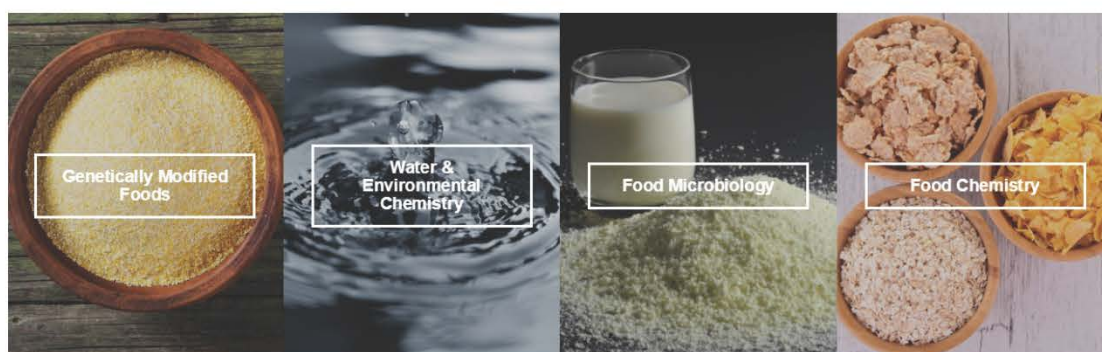 Genetically Modified
Foods
Water &
Environmental
Chemistry
Food Microbiology
Food Chemistry